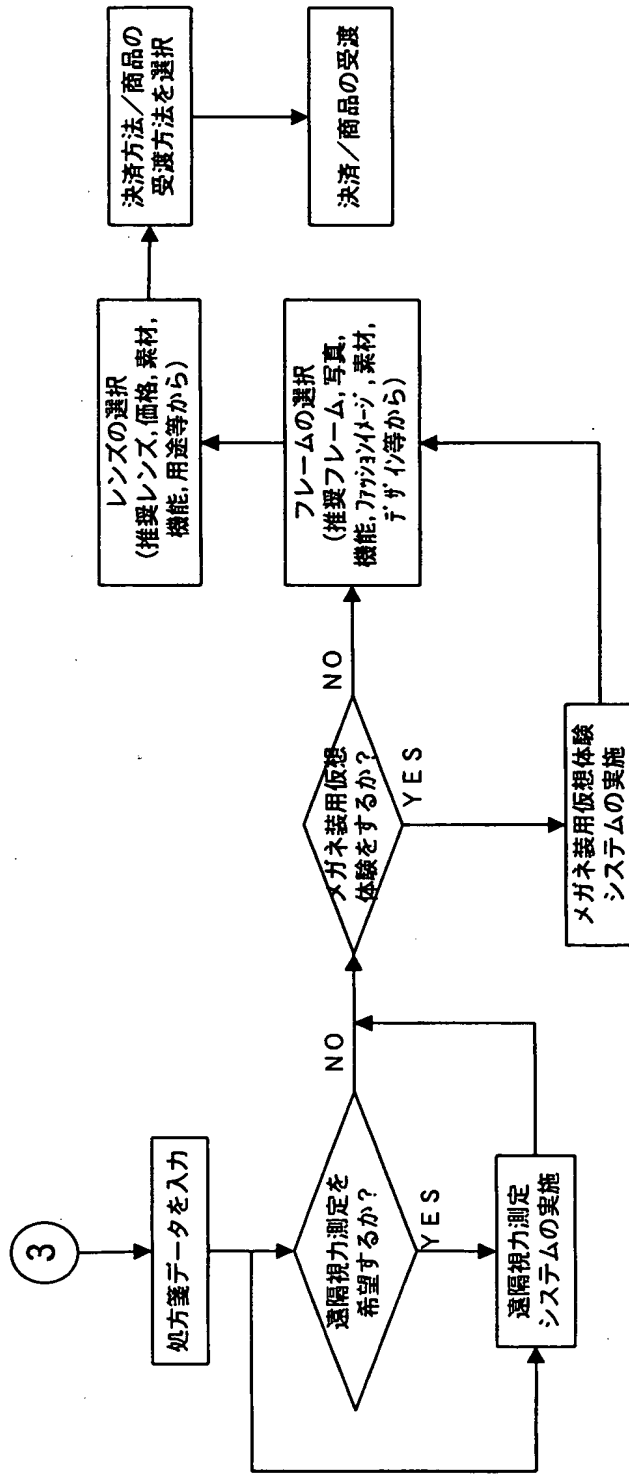 3
処方箋データを入力
遠隔視力測定を
希望するか？
NO
YES
遠隔視力測定
システムの実施
メガネ装用仮想
体験をするか？
NO
YES
メガネ装用仮想体験
システムの実施
フレームの選択
(推奨フレーム,写真,
機能,ファッションイメージ,素材,
デザイン等から)
レンズの選択
(推奨レンズ,価格,素材,
機能,用途等から)
決済方法／商品の
受渡方法を選択
決済／商品の受渡